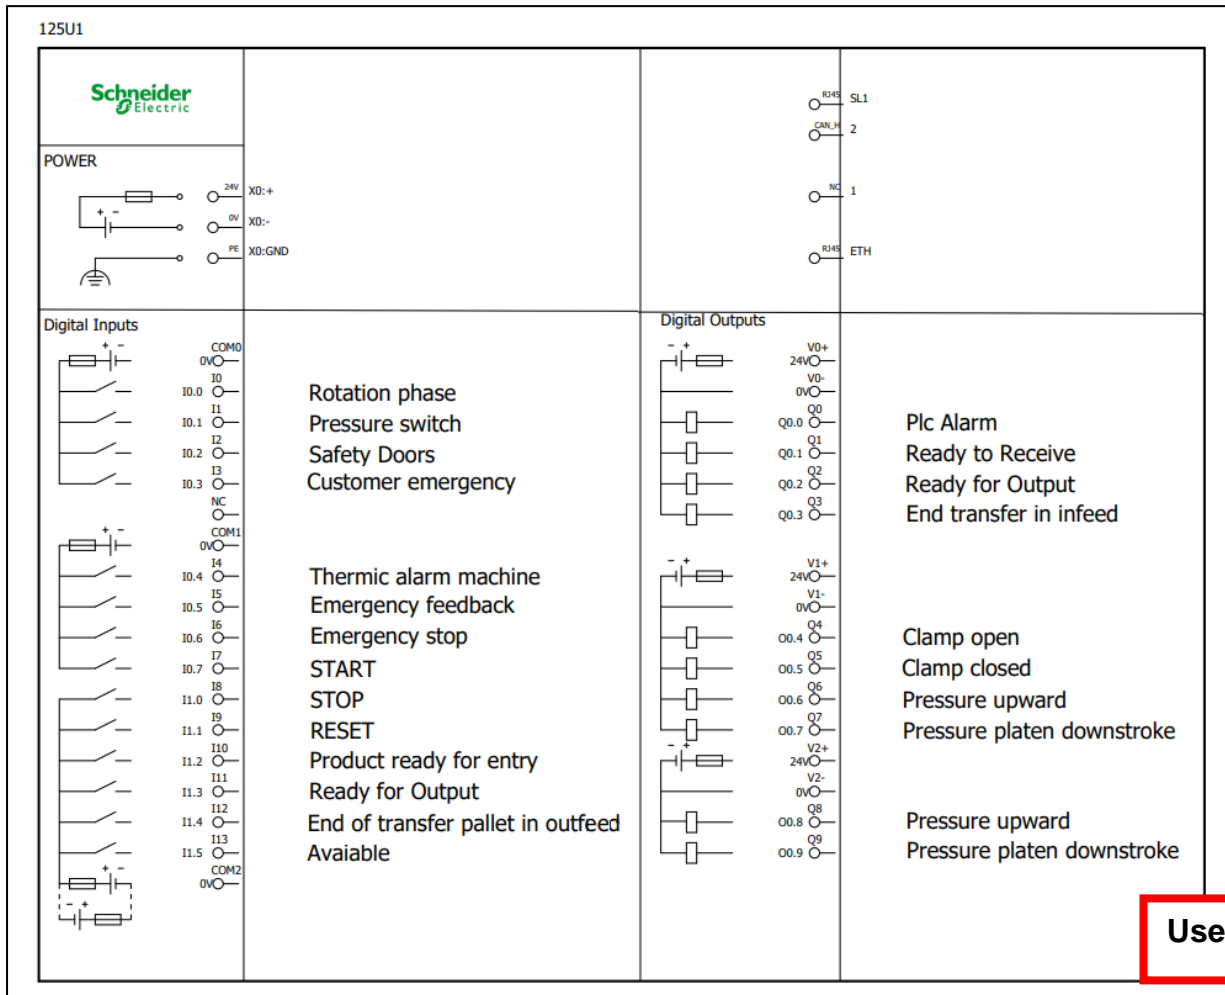 125U1
Schneider
Electric
POWER
24V X0:+
+ -
0V X0:-
PE X0:GND
RJ45 SL1
CAN_H 2
NC 1
RJ45 ETH
Digital Inputs
+ - COM0
0V
I0
I0.0 Rotation phase
I1
I0.1 Pressure switch
I2
I0.2 Safety Doors
I3
I0.3 Customer emergency
NC
+ - COM1
0V
I4
I0.4 Thermic alarm machine
I5
I0.5 Emergency feedback
I6
I0.6 Emergency stop
I7
I0.7 START
I8
I1.0 STOP
I9
I1.1 RESET
I10
I1.2 Product ready for entry
I11
I1.3 Ready for Output
I12
I1.4 End of transfer pallet in outfeed
I13
I1.5 Avaiable
+ - COM2
0V
- +
Digital Outputs
- + V0+
24V
V0-
0V
Q0
Q0.0 Plc Alarm
Q1
Q0.1 Ready to Receive
Q2
Q0.2 Ready for Output
Q3
Q0.3 End transfer in infeed
- + V1+
24V
V1-
0V
Q4
O0.4 Clamp open
Q5
O0.5 Clamp closed
Q6
O0.6 Pressure upward
Q7
O0.7 Pressure platen downstroke
- + V2+
24V
V2-
0V
Q8
O0.8 Pressure upward
Q9
O0.9 Pressure platen downstroke
Use